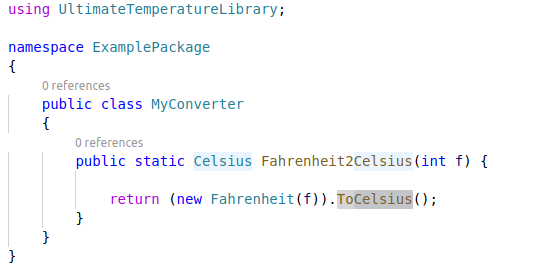 using UltimateTemperatureLibrary;
namespace ExamplePackage
{
0 references
public class MyConverter
{
0 references
public static Celsius Fahrenheit2Celsius(int f) {
return (new Fahrenheit(f)).ToCelsius();
}
}
}